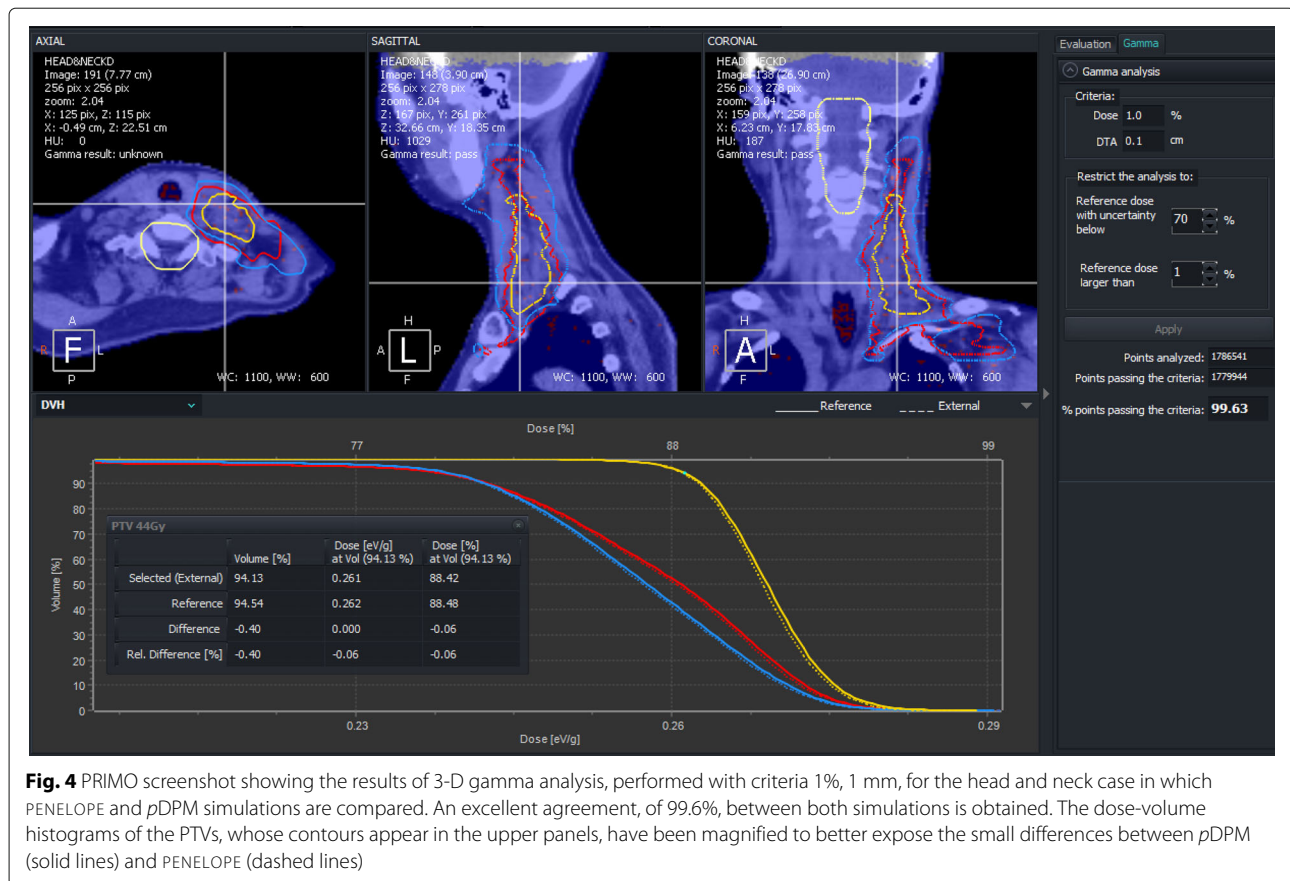 AXIAL
HEAD&NECKD
Image: 191 (7.77 cm)
256 pix x 256 pix
zoom: 2.04
X: 125 pix, Z: 115 pix
X: -0.49 cm, Z: 22.51 cm
HU: 0
Gamma result: unknown
A
R F L
P
WC: 1100, WW: 600
SAGITTAL
HEAD&NECKD
Image: 148 (3.90 cm)
256 pix x 278 pix
zoom: 2.04
Z: 167 pix, Y: 261 pix
Z: 32.66 cm, Y: 18.35 cm
HU: 1029
Gamma result: pass
H
A L P
F
WC: 1100, WW: 600
CORONAL
HEAD&NECKD
Image: 138 (26.90 cm)
256 pix x 278 pix
zoom: 2.04
X: 159 pix, Y: 258 pix
X: 6.23 cm, Y: 17.83 cm
HU: 187
Gamma result: pass
H
R A L
F
WC: 1100, WW: 600
Evaluation Gamma
Gamma analysis
Criteria:
Dose 1.0 %
DTA 0.1 cm
Restrict the analysis to:
Reference dose
with uncertainty 70 %
below
Reference dose 1 %
larger than
Apply
Points analyzed: 1786541
Points passing the criteria: 1779944
% points passing the criteria: 99.63
DVH
Reference External
Dose [%]
77 88 99
Volume [%]
90
80
70
60
50
40
30
20
10
0
PTV 44Gy
Volume [%] Dose [eV/g] at Vol (94.13 %) Dose [%] at Vol (94.13 %)
Selected (External) 94.13 0.261 88.42
Reference 94.54 0.262 88.48
Difference -0.40 0.000 -0.06
Rel. Difference [%] -0.40 -0.06 -0.06
0.23 0.26 0.29
Dose [eV/g]
Fig. 4 PRIMO screenshot showing the results of 3-D gamma analysis, performed with criteria 1%, 1 mm, for the head and neck case in which
PENELOPE and pDPM simulations are compared. An excellent agreement, of 99.6%, between both simulations is obtained. The dose-volume
histograms of the PTVs, whose contours appear in the upper panels, have been magnified to better expose the small differences between pDPM
(solid lines) and PENELOPE (dashed lines)